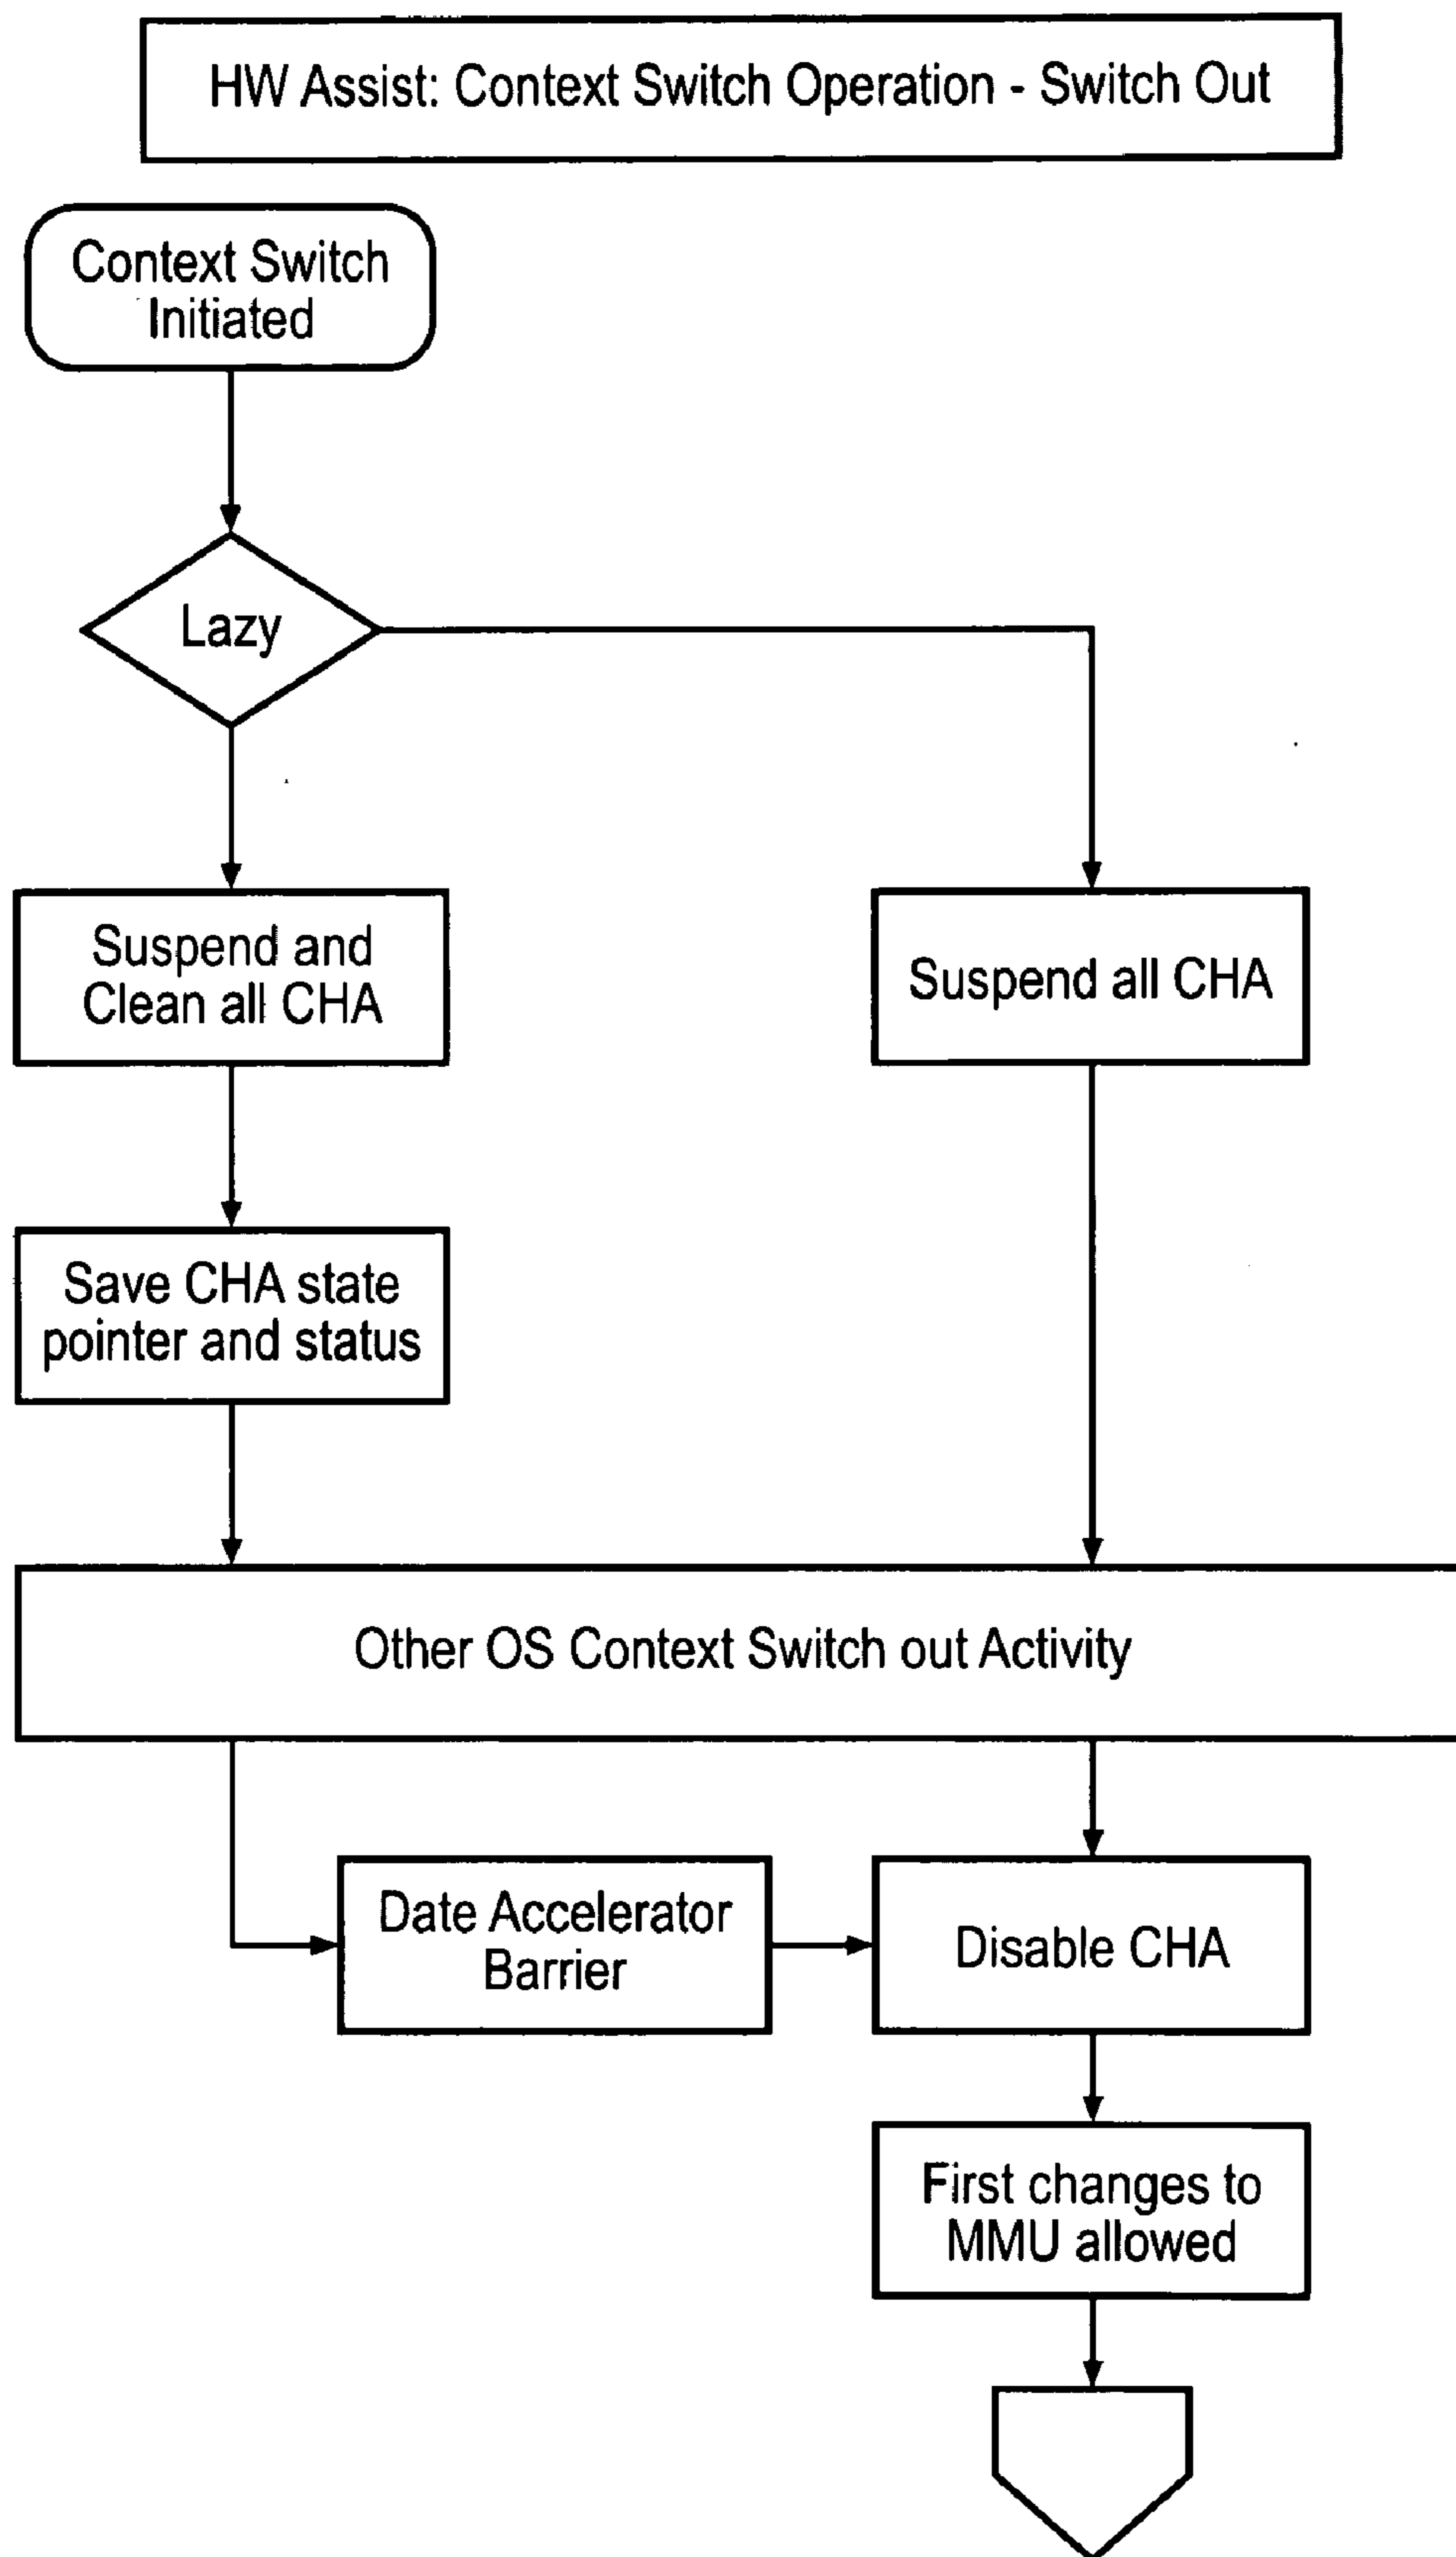 HW Assist: Context Switch Operation - Switch Out
Context Switch
Initiated
Lazy
Suspend and
Clean all CHA
Suspend all CHA
Save CHA state
pointer and status
Other OS Context Switch out Activity
Date Accelerator
Barrier
Disable CHA
First changes to
MMU allowed